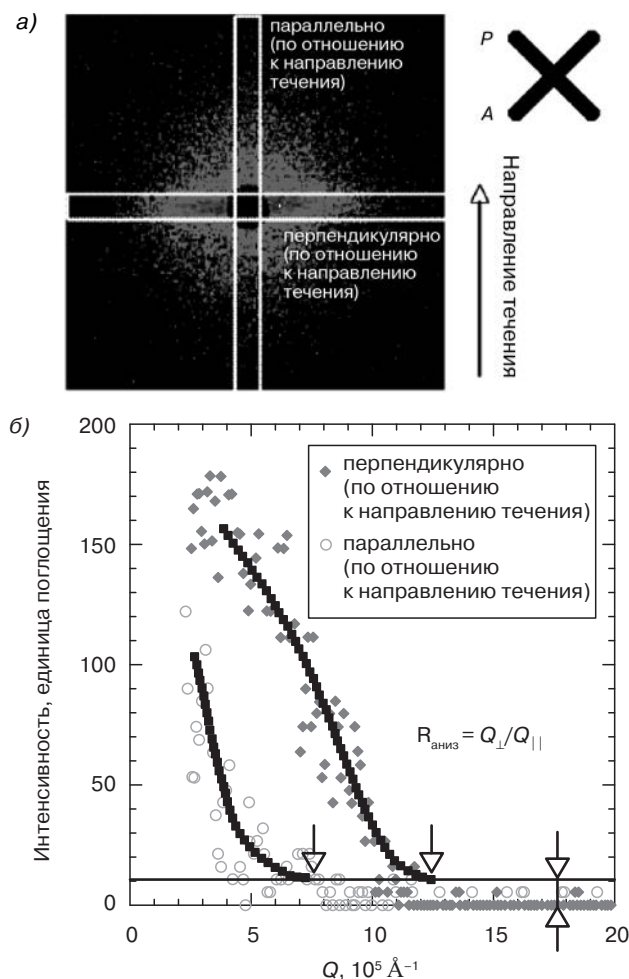 а)
параллельно
(по отношению
к направлению
течения)
P
A
Направление течения
перпендикулярно
(по отношению
к направлению
течения)
б)
200
150
100
50
0
Интенсивность, единица поглощения
перпендикулярно
(по отношению
к направлению течения)
параллельно
(по отношению
к направлению течения)
Rаниз = Q⊥/Q||
0 5 10 15 20
Q, 10⁵ Å⁻¹